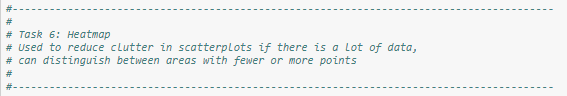 #------------------------------------------------------------------------------
#
# Task 6: Heatmap
# Used to reduce clutter in scatterplots if there is a lot of data,
# can distinguish between areas with fewer or more points
#
#------------------------------------------------------------------------------